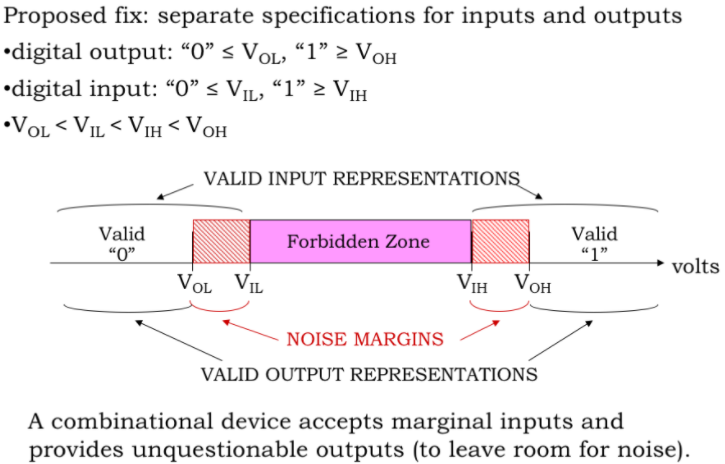 Proposed fix: separate specifications for inputs and outputs
•digital output: “0” ≤ VOL, “1” ≥ VOH
•digital input: “0” ≤ VIL, “1” ≥ VIH
•VOL < VIL < VIH < VOH
VALID INPUT REPRESENTATIONS
Valid
“0”
Forbidden Zone
Valid
“1”
volts
VOL
VIL
VIH
VOH
NOISE MARGINS
VALID OUTPUT REPRESENTATIONS
A combinational device accepts marginal inputs and
provides unquestionable outputs (to leave room for noise).